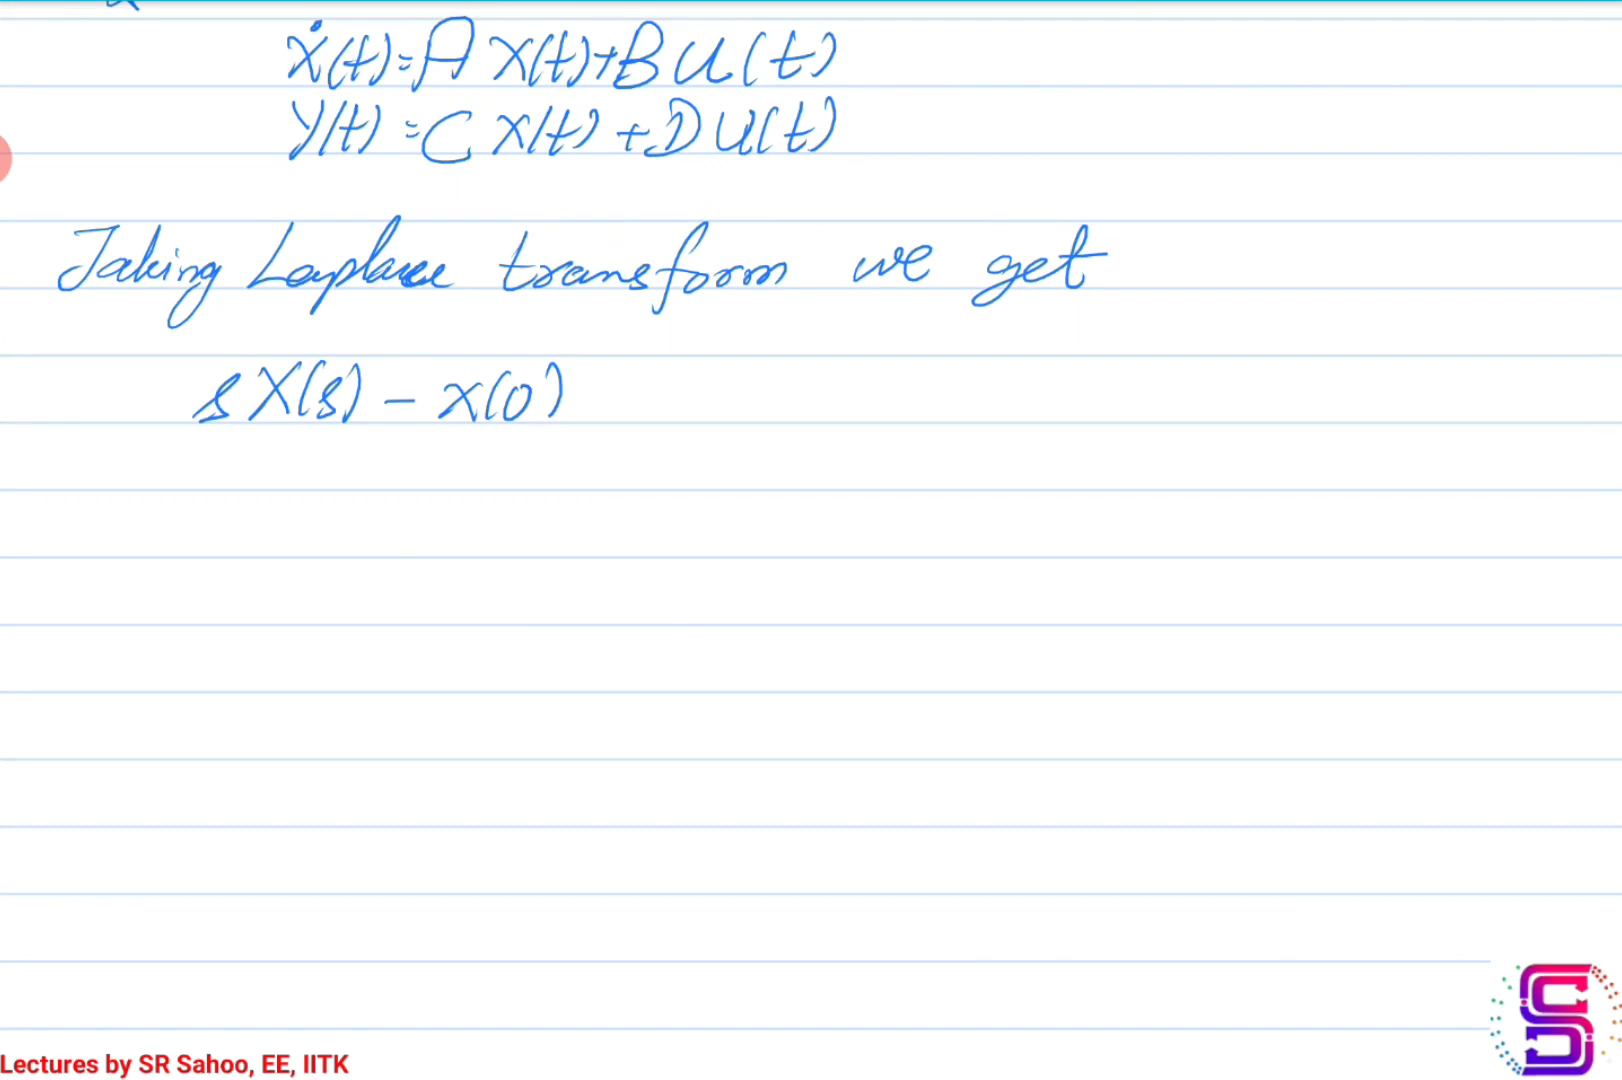 Ẋ(t)=A X(t)+B U(t)
Y(t)=C X(t)+D U(t)
Taking Laplace transform we get
s X(s) - x(0)
Lectures by SR Sahoo, EE, IITK